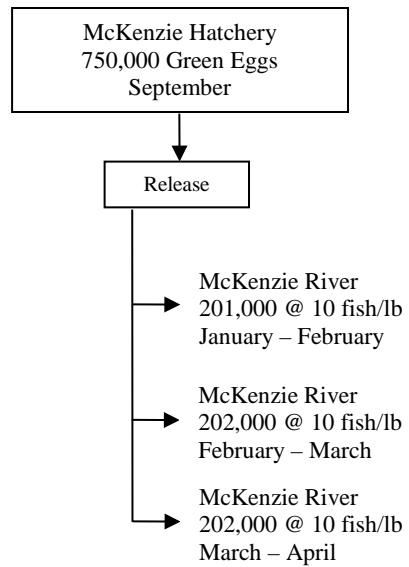 McKenzie Hatchery
750,000 Green Eggs
September
Release
McKenzie River
201,000 @ 10 fish/lb
January – February
McKenzie River
202,000 @ 10 fish/lb
February – March
McKenzie River
202,000 @ 10 fish/lb
March – April